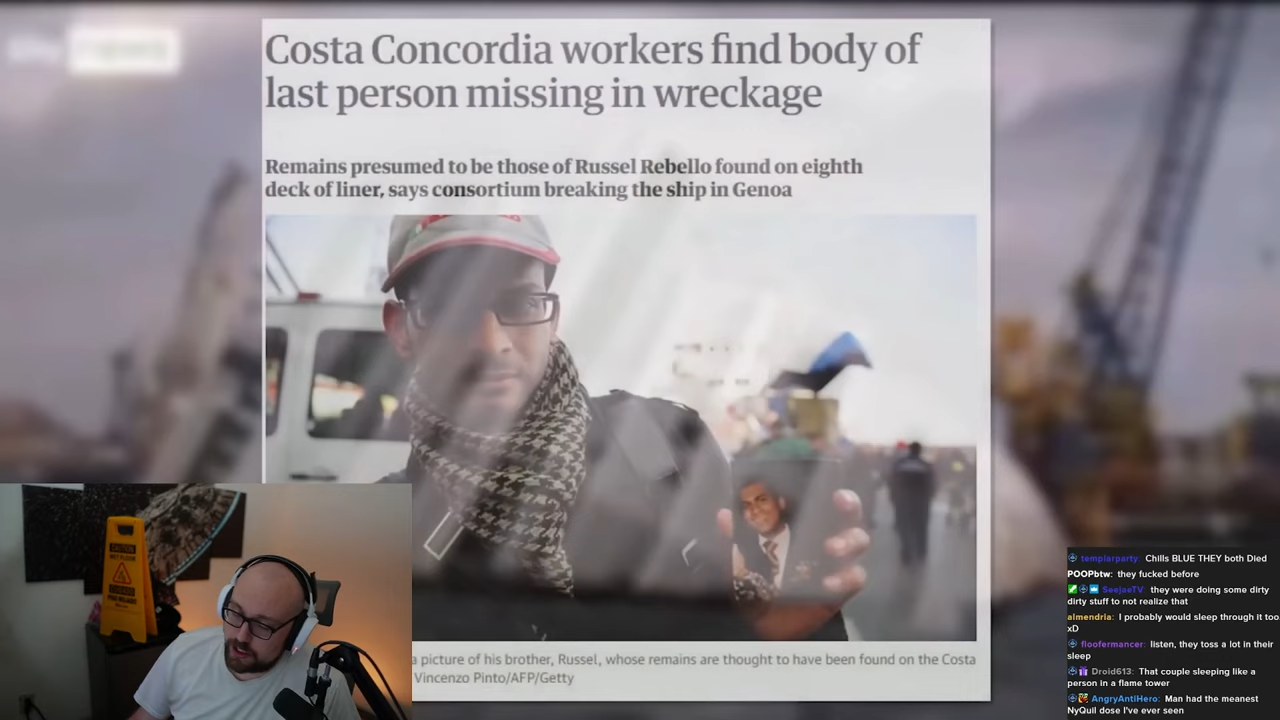 Costa Concordia workers find body of
last person missing in wreckage
Remains presumed to be those of Russel Rebello found on eighth
deck of liner, says consortium breaking the ship in Genoa
a picture of his brother, Russel, whose remains are thought to have been found on the Costa
Vincenzo Pinto/AFP/Getty
CAUTION
templarparty: Chills BLUE THEY both Died
POOPbtw: they fucked before
SeejaeTV: they were doing some dirty
dirty stuff to not realize that
almendria: I probably would sleep through it too
xD
floofermancer: listen, they toss a lot in their
sleep
Droid613: That couple sleeping like a
person in a flame tower
AngryAntiHero: Man had the meanest
NyQuil dose I've ever seen